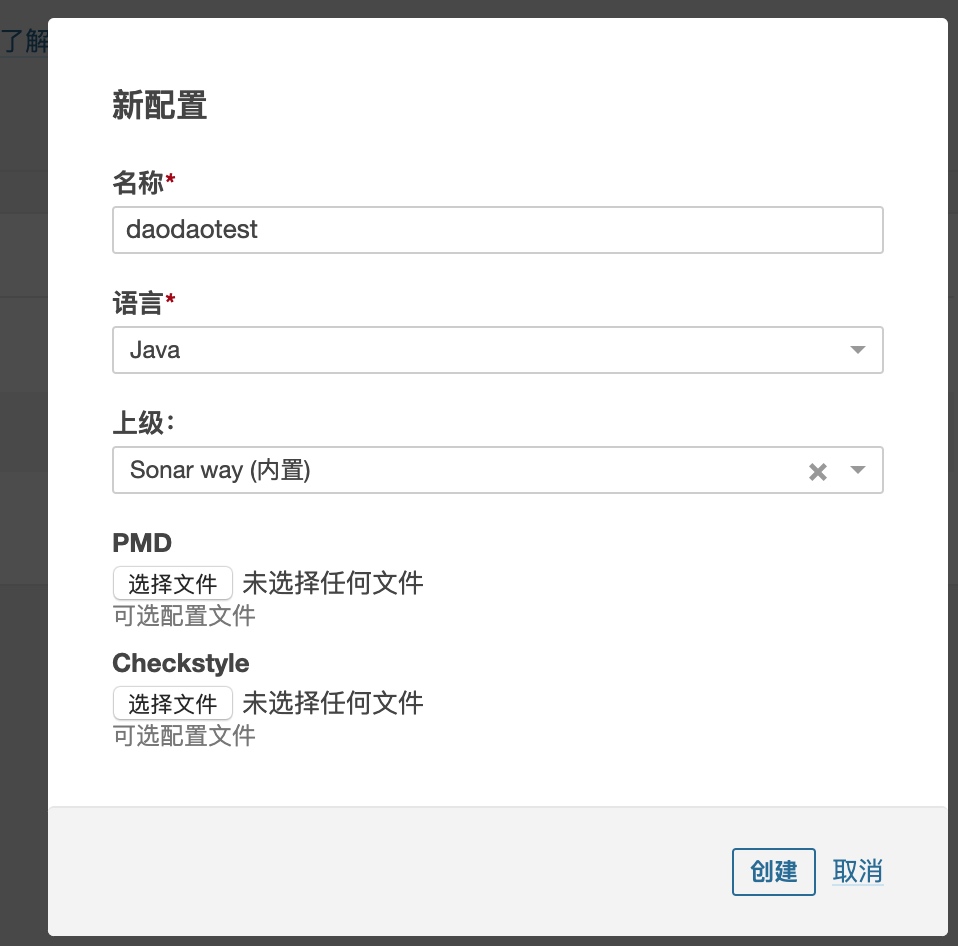 了解
新配置
名称*
daodaotest
语言*
Java
上级：
Sonar way (内置)
PMD
选择文件 未选择任何文件
可选配置文件
Checkstyle
选择文件 未选择任何文件
可选配置文件
创建 取消